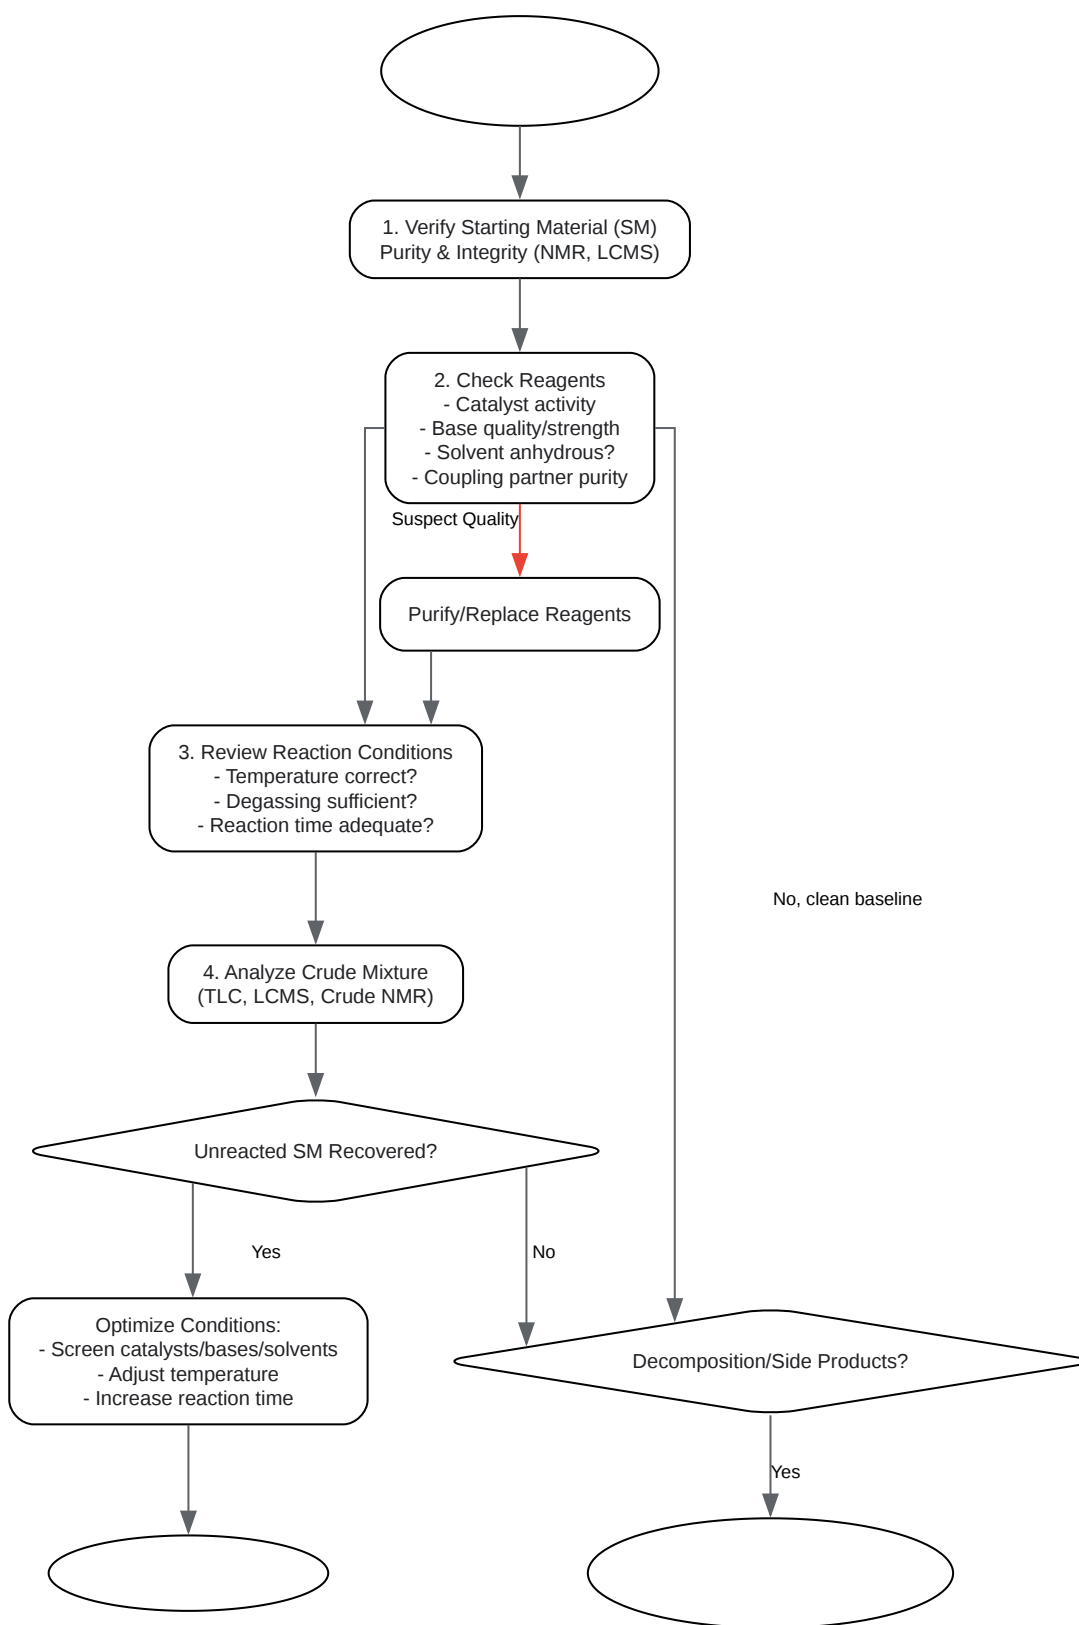 1. Verify Starting Material (SM)
Purity & Integrity (NMR, LCMS)
2. Check Reagents
- Catalyst activity
- Base quality/strength
- Solvent anhydrous?
- Coupling partner purity
Suspect Quality
Purify/Replace Reagents
3. Review Reaction Conditions
- Temperature correct?
- Degassing sufficient?
- Reaction time adequate?
No, clean baseline
4. Analyze Crude Mixture
(TLC, LCMS, Crude NMR)
Unreacted SM Recovered?
Yes
No
Optimize Conditions:
- Screen catalysts/bases/solvents
- Adjust temperature
- Increase reaction time
Decomposition/Side Products?
Yes